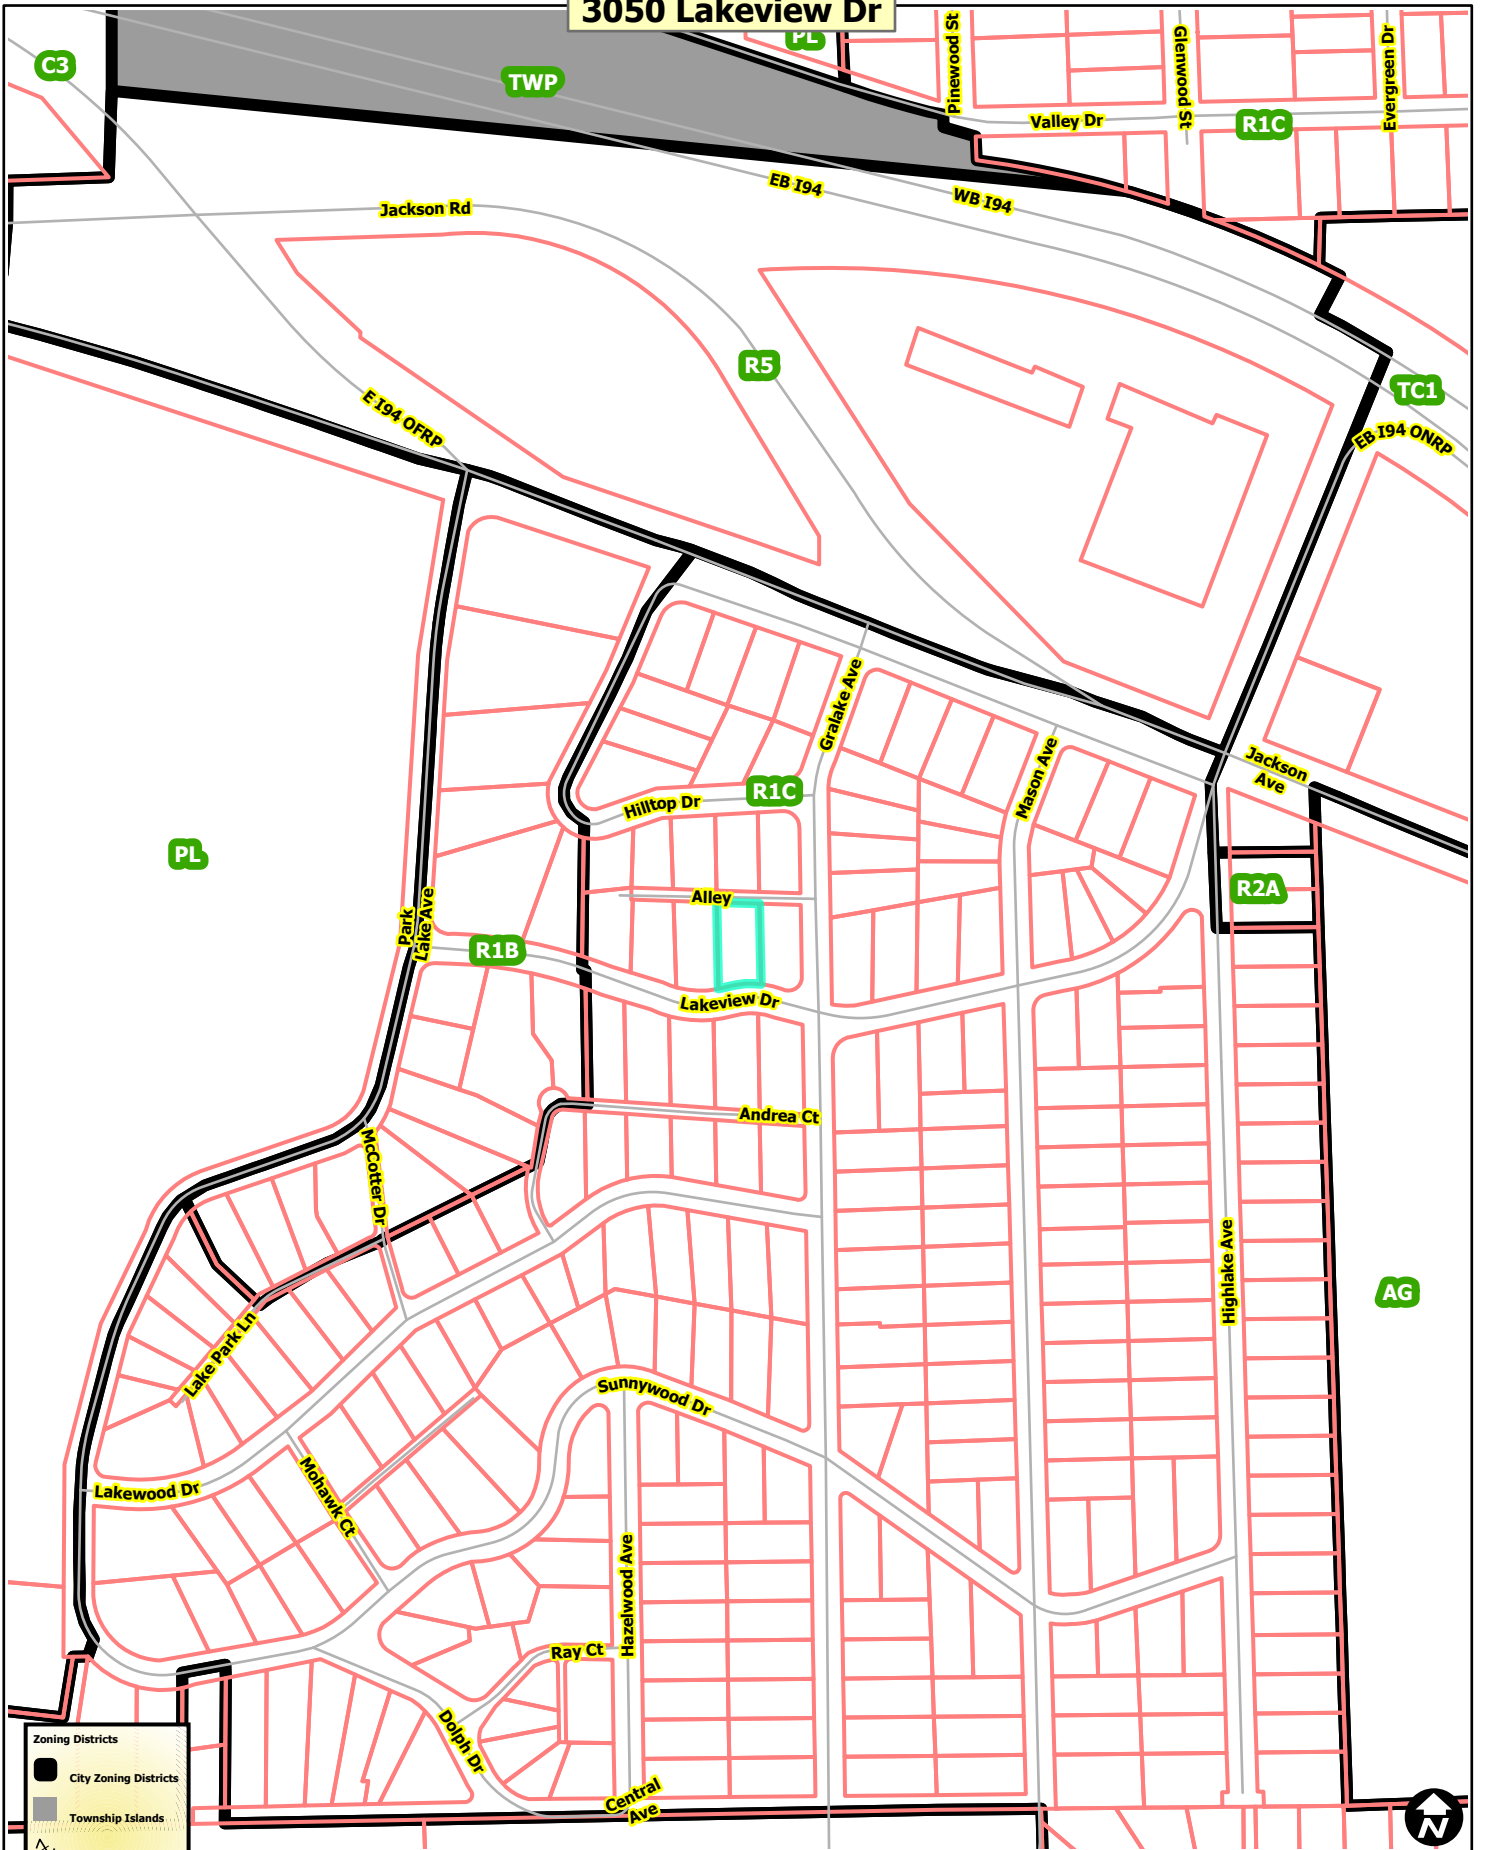 3050 Lakeview Dr
PL
C3
TWP
Pinewood St
Glenwood St
Evergreen Dr
Valley Dr
R1C
EB I94
WB I94
Jackson Rd
R5
TC1
E I94 OFRP
EB I94 ONRP
Gralake Ave
Mason Ave
Jackson
Ave
Hilltop Dr
R1C
PL
R2A
Alley
Park
Lake Ave
R1B
Lakeview Dr
Andrea Ct
McCotter Dr
Highlake Ave
AG
Lake Park Ln
Sunnywood Dr
Lakewood Dr
Mohawk Ct
Hazelwood Ave
Ray Ct
Dolph Dr
Central
Ave
Zoning Districts
City Zoning Districts
Township Islands
N